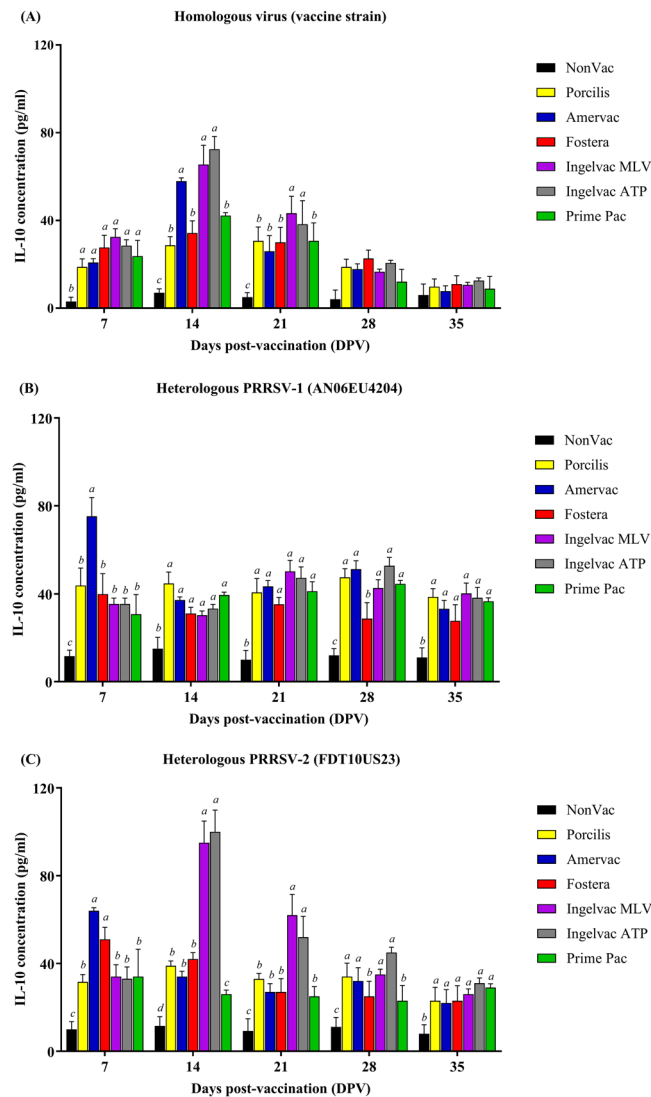 (A)
Homologous virus (vaccine strain)
IL-10 concentration (pg/ml)
120
80
40
0
b a a a a a a
c b a b a a b
c b b b a a b
7 14 21 28 35
Days post-vaccination (DPV)
NonVac
Porcilis
Amervac
Fostera
Ingelvac MLV
Ingelvac ATP
Prime Pac
(B)
Heterologous PRRSV-1 (AN06EU4204)
IL-10 concentration (pg/ml)
120
80
40
0
c b a b b b b
b a a a a a a
b a a a a a a
c a a b a a a
b a a a a a a
7 14 21 28 35
Days post-vaccination (DPV)
NonVac
Porcilis
Amervac
Fostera
Ingelvac MLV
Ingelvac ATP
Prime Pac
(C)
Heterologous PRRSV-2 (FDT10US23)
IL-10 concentration (pg/ml)
120
80
40
0
c b a a b b b
d b b b a a c
c b b b a a b
c a a b a a b
b a a a a a a
7 14 21 28 35
Days post-vaccination (DPV)
NonVac
Porcilis
Amervac
Fostera
Ingelvac MLV
Ingelvac ATP
Prime Pac